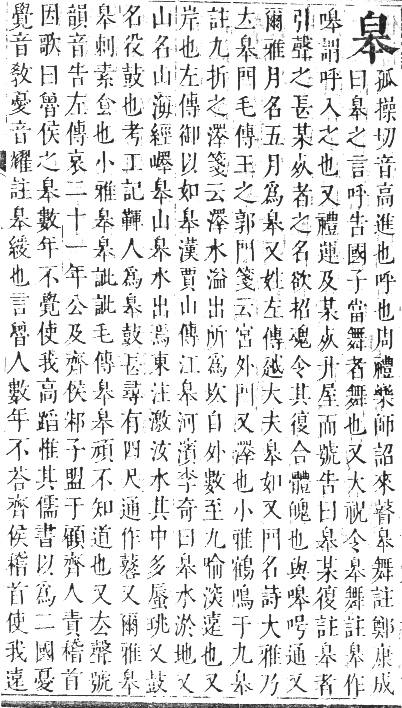 皋孤操切音高進也呼也周禮樂師詔來瞽皋舞註鄭康成
曰皋之言呼告國子當舞者舞也又大祝令皋舞註皋作
嘷謂呼入之也又禮運及某死升屋而號告曰皋某復註皋者
引聲之甚某死者之名欲招魂令其復合體魄也與嘷呺通又
爾雅月名五月爲皋又姓左傳越大夫皋如又門名詩大雅乃
立皋門毛傳王之郭門箋云宮外門又澤也小雅鶴鳴于九皋
註九折之澤箋云澤水溢出所爲坎自外數至九喻深遠也又
岸也左傳御以如皋漢賈山傳江皋河濱李奇曰皋水淤地又
山名山海經嶧皋山皋水出焉東注激汝水其中多蜃珧又鼓
名役鼓也考工記韗人爲皋鼓長尋有四尺通作鼛又爾雅皋
皋刺素食也小雅皋皋訿訿毛傳皋皋頑不知道也又去聲號
韻音告左傳哀二十一年公及齊侯邾子盟于顧齊人責稽首
因歌曰魯侯之皋數年不覺使我高蹈惟其儒書以爲二國憂
覺音敎憂音耀註皋緩也言魯人數年不荅齊侯稽首使我遠